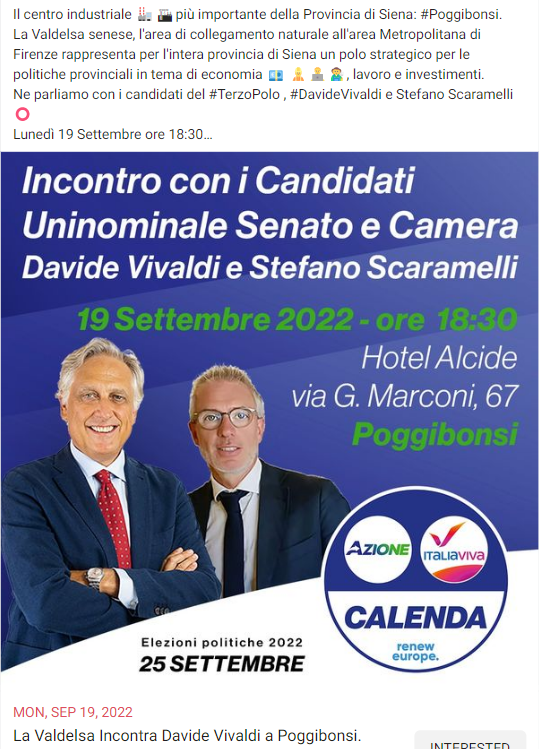 Il centro industriale 🏭 📠 più importante della Provincia di Siena: #Poggibonsi.
La Valdelsa senese, l'area di collegamento naturale all'area Metropolitana di
Firenze rappresenta per l'intera provincia di Siena un polo strategico per le
politiche provinciali in tema di economia , lavoro e investimenti.
Ne parliamo con i candidati del #TerzoPolo , #DavideVivaldi e Stefano Scaramelli
⭕
Lunedì 19 Settembre ore 18:30...
Incontro con i Candidati
Uninominale Senato e Camera
Davide Vivaldi e Stefano Scaramelli
19 Settembre 2022 - ore 18:30
Hotel Alcide
via G. Marconi, 67
Poggibonsi
AZIONE
ITALIAVIVA
CALENDA
renew
europe.
Elezioni politiche 2022
25 SETTEMBRE
MON, SEP 19, 2022
La Valdelsa Incontra Davide Vivaldi a Poggibonsi.
INTERESTED